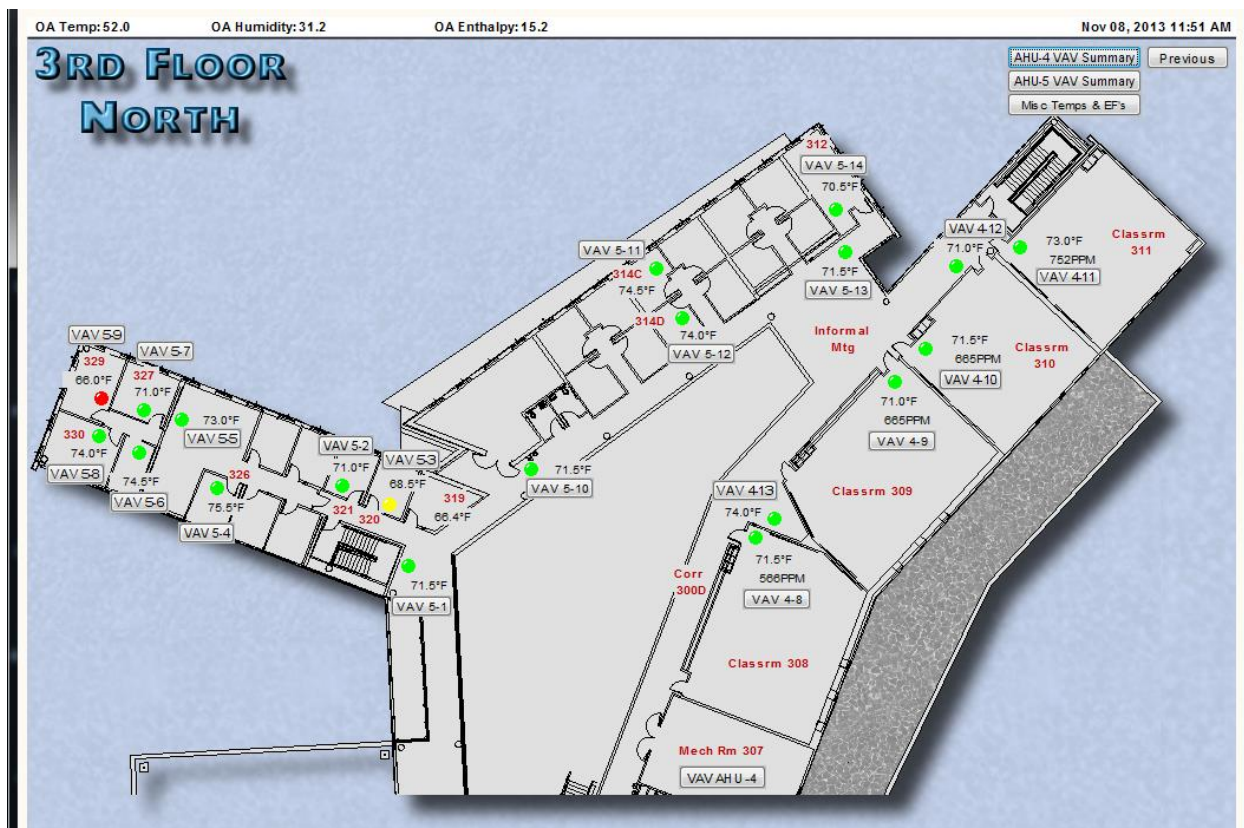 OA Temp: 52.0 OA Humidity: 31.2 OA Enthalpy: 15.2 Nov 08, 2013 11:51 AM
3RD FLOOR
NORTH
AHU-4 VAV Summary
Previous
AHU-5 VAV Summary
Misc Temps & EF's
312
VAV 5-14
70.5°F
VAV 5-11
314C
74.5°F
71.5°F
VAV 5-13
314D
74.0°F
VAV 5-12
VAV 4-12
71.0°F
73.0°F
752PPM
VAV 4-11
Classrm
311
Informal
Mtg
71.5°F
665PPM
VAV 4-10
Classrm
310
71.0°F
665PPM
VAV 4-9
Classrm 309
VAV 5-9
329
66.0°F
VAV 5-7
327
71.0°F
73.0°F
VAV 5-5
330
74.0°F
VAV 5-8
74.5°F
VAV 5-6
326
75.5°F
VAV 5-4
VAV 5-2
71.0°F
321
VAV 5-3
68.5°F
320
319
66.4°F
71.5°F
VAV 5-10
71.5°F
VAV 5-1
VAV 4-13
74.0°F
71.5°F
566PPM
VAV 4-8
Corr
300D
Classrm 308
Mech Rm 307
VAV AHU-4